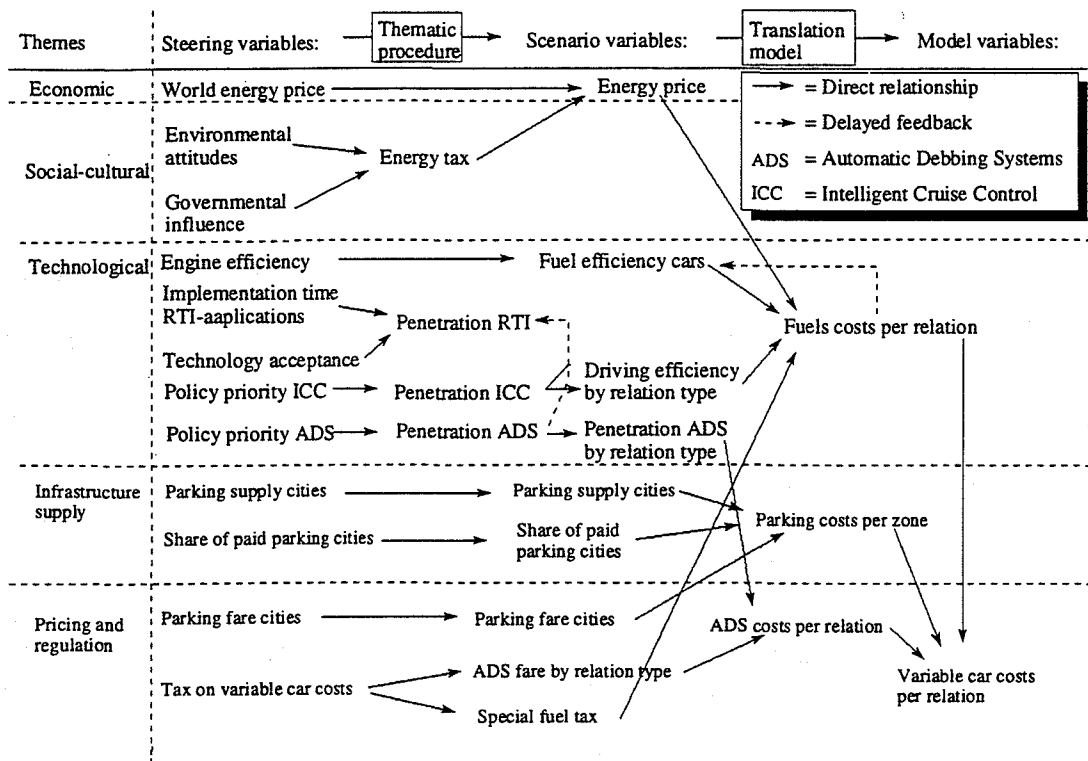 Themes
Steering variables:
Thematic
procedure
Scenario variables:
Translation
model
Model variables:
Economic
World energy price
Energy price
= Direct relationship
= Delayed feedback
ADS = Automatic Debbing Systems
ICC = Intelligent Cruise Control
Social-cultural
Environmental
attitudes
Energy tax
Governmental
influence
Technological
Engine efficiency
Fuel efficiency cars
Implementation time
RTI-aaplications
Penetration RTI
Fuels costs per relation
Technology acceptance
Driving efficiency
by relation type
Policy priority ICC
Penetration ICC
Policy priority ADS
Penetration ADS
Penetration ADS
by relation type
Infrastructure
supply
Parking supply cities
Parking supply cities
Parking costs per zone
Share of paid parking cities
Share of paid
parking cities
Pricing and
regulation
Parking fare cities
Parking fare cities
ADS costs per relation
Tax on variable car costs
ADS fare by relation type
Special fuel tax
Variable car costs
per relation